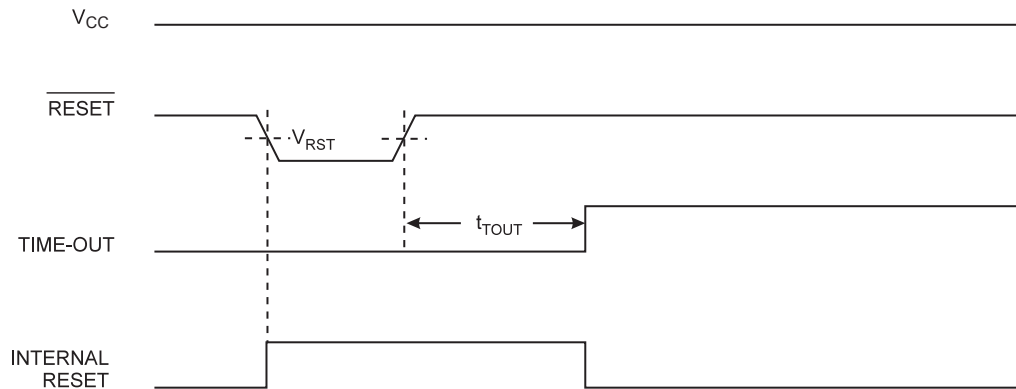 VCC
RESET
VRST
tTOUT
TIME-OUT
INTERNAL
RESET